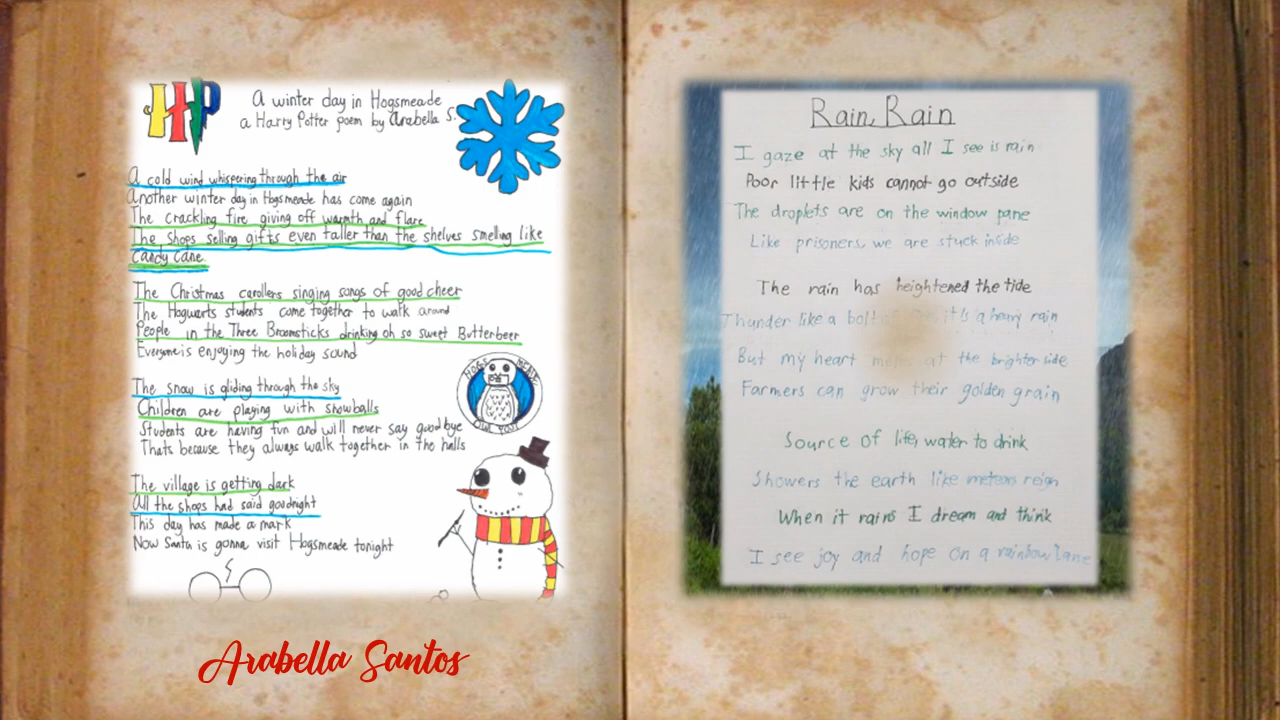 HP
A winter day in Hogsmeade
a Harry Potter poem by Arabella S.
A cold wind whispering through the air
Another winter day in Hogsmeade has come again
The crackling fire giving off warmth and flare
The shops selling gifts even taller than the shelves smelling like
candy cane.
The Christmas carollers singing songs of good cheer
The Hogwarts students come together to walk around
People in the Three Broomsticks drinking oh so sweet Butterbeer
Everyone is enjoying the holiday sound
The snow is gliding through the sky
Children are playing with snowballs
Students are having fun and will never say goodbye
Thats because they always walk together in the halls
HOGSMEADE
OWL POST
The village is getting dark
All the shops had said goodnight
This day has made a mark
Now Santa is gonna visit Hogsmeade tonight
Arabella Santos
Rain, Rain
I gaze at the sky all I see is rain
Poor little kids cannot go outside
The droplets are on the window pane
Like prisoners, we are stuck inside
The rain has heightened the tide
Thunder like a bolt it's a heavy rain
But my heart at the brighter side
Farmers can grow their golden grain
Source of life, water to drink
Showers the earth like meteors reign
When it rains I dream and think
I see joy and hope on a rainbow lane